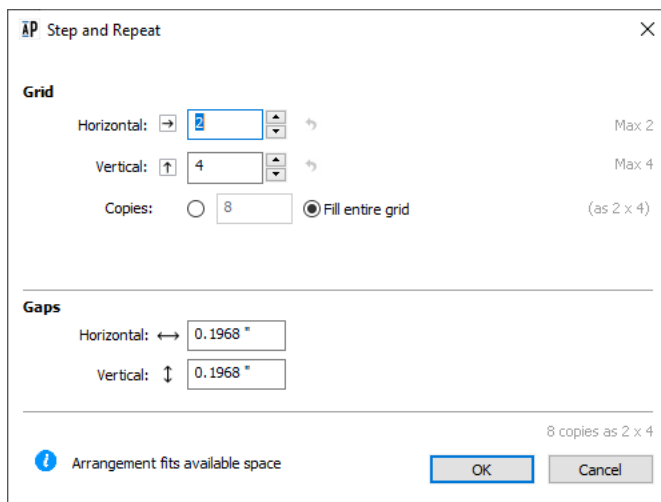 AP Step and Repeat
Grid
Horizontal: 2 Max 2
Vertical: 4 Max 4
Copies: 8 Fill entire grid (as 2 x 4)
Gaps
Horizontal: 0.1968 "
Vertical: 0.1968 "
8 copies as 2 x 4
Arrangement fits available space OK Cancel